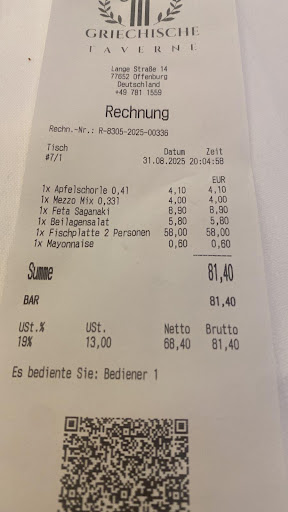 GRIECHISCHE
TAVERNE
Lange Straße 14
77652 Offenburg
Deutschland
+49 781 1559
Rechnung
Rechn.-Nr.: R-8305-2025-00336
Tisch Datum Zeit
#7/1 31.08.2025 20:04:58
EUR
1x Apfelschorle 0,4l 4,10 4,10
1x Mezzo Mix 0,33l 4,00 4,00
1x Feta Saganaki 8,90 8,90
1x Beilagensalat 5,80 5,80
1x Fischplatte 2 Personen 58,00 58,00
1x Mayonnaise 0,60 0,60
Summe 81,40
BAR 81,40
USt.% USt. Netto Brutto
19% 13,00 68,40 81,40
Es bediente Sie: Bediener 1